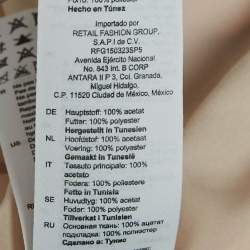 Forro: 100% poliéster
Hecho en Túnez
Importado por
RETAIL FASHION GROUP,
S.A.P.I de C.V.
RFG1503235P5
Avenida Ejército Nacional
No. 843 Int. B CORP
ANTARA II P 3, Col. Granada,
Miguel Hidalgo,
C.P. 11520 Ciudad de México, México
DE Hauptstoff: 100% acetat
Futter: 100% polyester
Hergestellt in Tunesien
NL Hoofdstof: 100% acetaat
Voering: 100% polyester
Gemaakt in Tunesië
IT Tessuto principale: 100%
acetato
Fodera: 100% poliestere
Fatto in Tunisia
SE Huvudtyg: 100% acetat
Foder: 100% polyester
Tillverkat i Tunisien
RU Основная ткань: 100% ацетат
подкладка: 100% полиэстер
Сделано в: Тунис